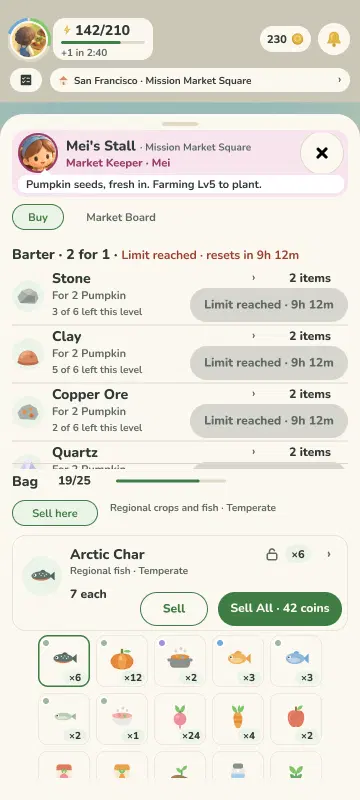 142/210
+1 in 2:40
230
San Francisco · Mission Market Square ›
Mei's Stall · Mission Market Square
Market Keeper · Mei
Pumpkin seeds, fresh in. Farming Lv5 to plant.
Buy Market Board
Barter · 2 for 1 · Limit reached · resets in 9h 12m
Stone › 2 items
For 2 Pumpkin
3 of 6 left this level
Limit reached · 9h 12m
Clay › 2 items
For 2 Pumpkin
5 of 6 left this level
Limit reached · 9h 12m
Copper Ore › 2 items
For 2 Pumpkin
2 of 6 left this level
Limit reached · 9h 12m
Quartz › 2 items
For 2 Pumpkin
Bag 19/25
Sell here Regional crops and fish · Temperate
Arctic Char ×6 ›
Regional fish · Temperate
7 each
Sell Sell All · 42 coins
×6 ×12 ×2 ×3 ×3
×2 ×1 ×24 ×4 ×2